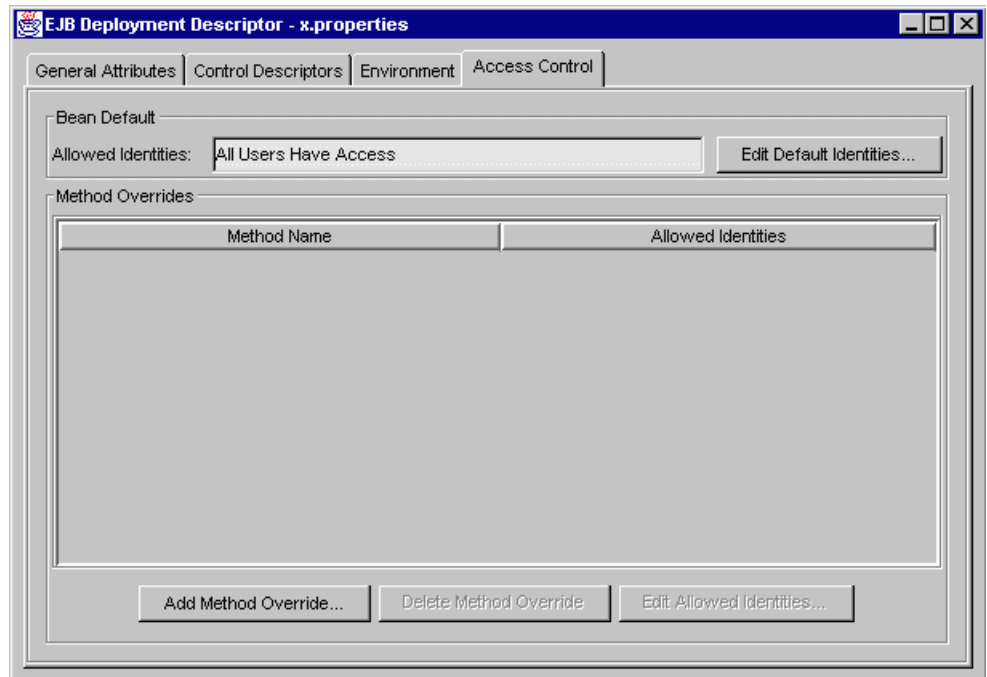 EJB Deployment Descriptor - x.properties
General Attributes Control Descriptors Environment Access Control
Bean Default
Allowed Identities: All Users Have Access Edit Default Identities...
Method Overrides
Method Name Allowed Identities
Add Method Override... Delete Method Override Edit Allowed Identities...